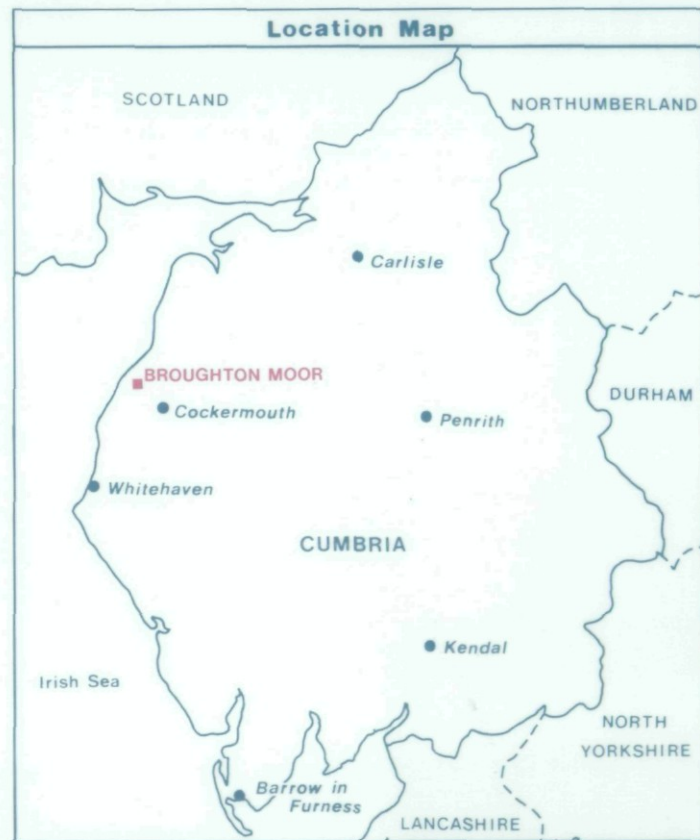 Location Map
SCOTLAND
NORTHUMBERLAND
Carlisle
BROUGHTON MOOR
DURHAM
Cockermouth
Penrith
Whitehaven
CUMBRIA
Kendal
Irish Sea
NORTH
YORKSHIRE
Barrow in
Furness
LANCASHIRE